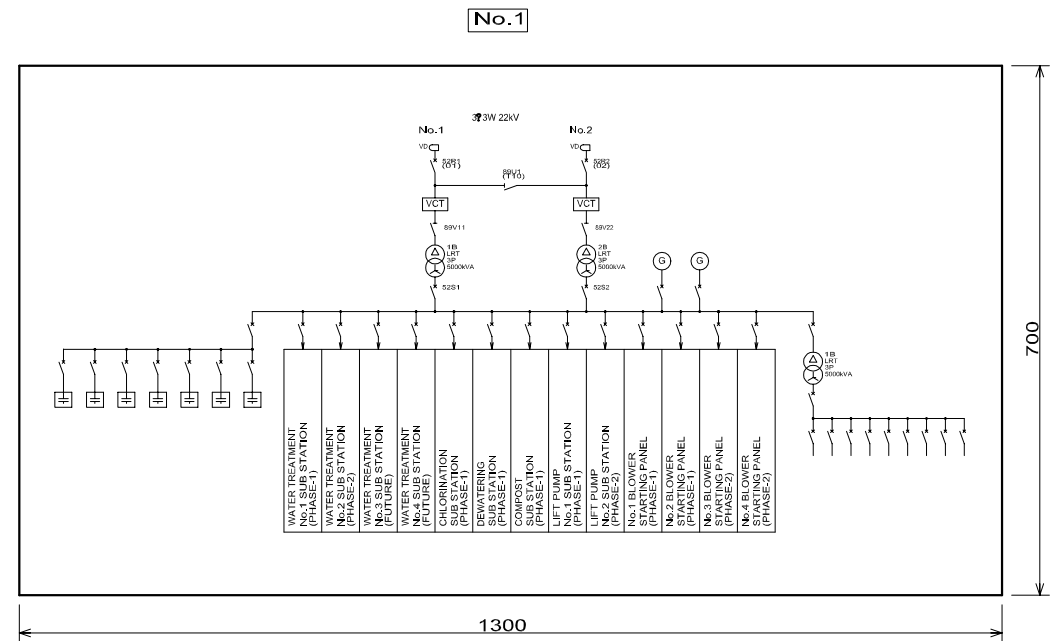 No.1
3 3W 22kV
No.1
No.2
VD
VD
52R1
(01)
52R2
(02)
89U1
(T10)
VCT
VCT
89V11
89V22
1B
LRT
3P
5000kVA
2B
LRT
3P
5000kVA
G
G
52S1
52S2
1B
LRT
3P
5000kVA
WATER TREATMENT
No.1 SUB STATION
(PHASE-1)
WATER TREATMENT
No.2 SUB STATION
(PHASE-2)
WATER TREATMENT
No.3 SUB STATION
(FUTURE)
WATER TREATMENT
No.4 SUB STATION
(FUTURE)
CHLORINATION
SUB STATION
(PHASE-1)
DEWATERING
SUB STATION
(PHASE-1)
COMPOST
SUB STATION
(PHASE-1)
LIFT PUMP
No.1 SUB STATION
(PHASE-1)
LIFT PUMP
No.2 SUB STATION
(PHASE-2)
No.1 BLOWER
STARTING PANEL
(PHASE-1)
No.2 BLOWER
STARTING PANEL
(PHASE-1)
No.3 BLOWER
STARTING PANEL
(PHASE-2)
No.4 BLOWER
STARTING PANEL
(PHASE-2)
700
1300